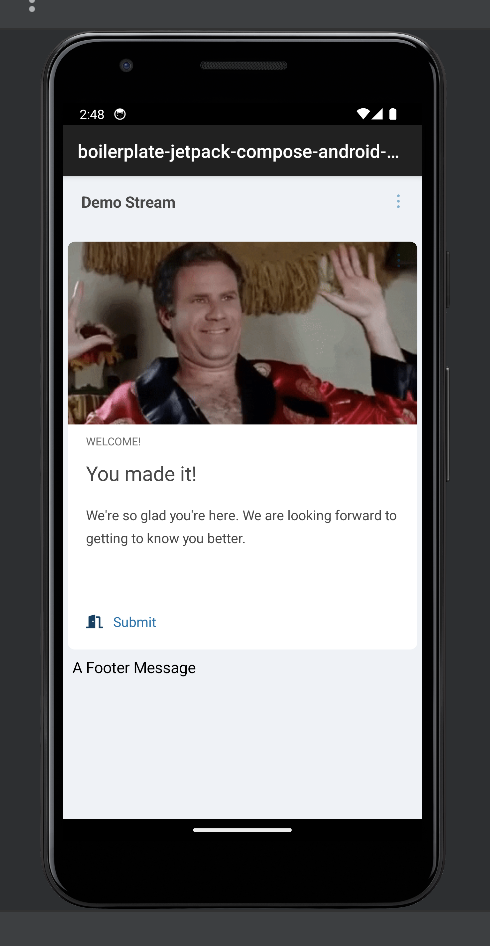 2:48
boilerplate-jetpack-compose-android-...
Demo Stream
WELCOME!
You made it!
We're so glad you're here. We are looking forward to
getting to know you better.
Submit
A Footer Message